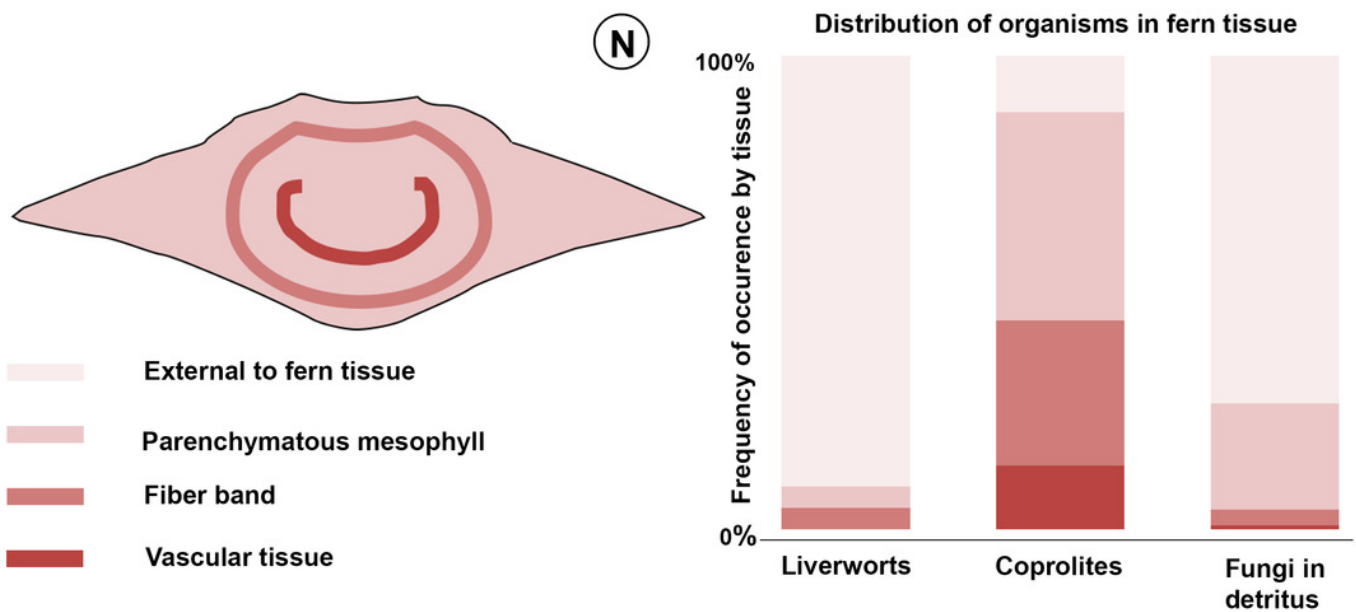 N
External to fern tissue
Parenchymatous mesophyll
Fiber band
Vascular tissue
Distribution of organisms in fern tissue
Frequency of occurence by tissue
100%
0%
Liverworts
Coprolites
Fungi in
detritus